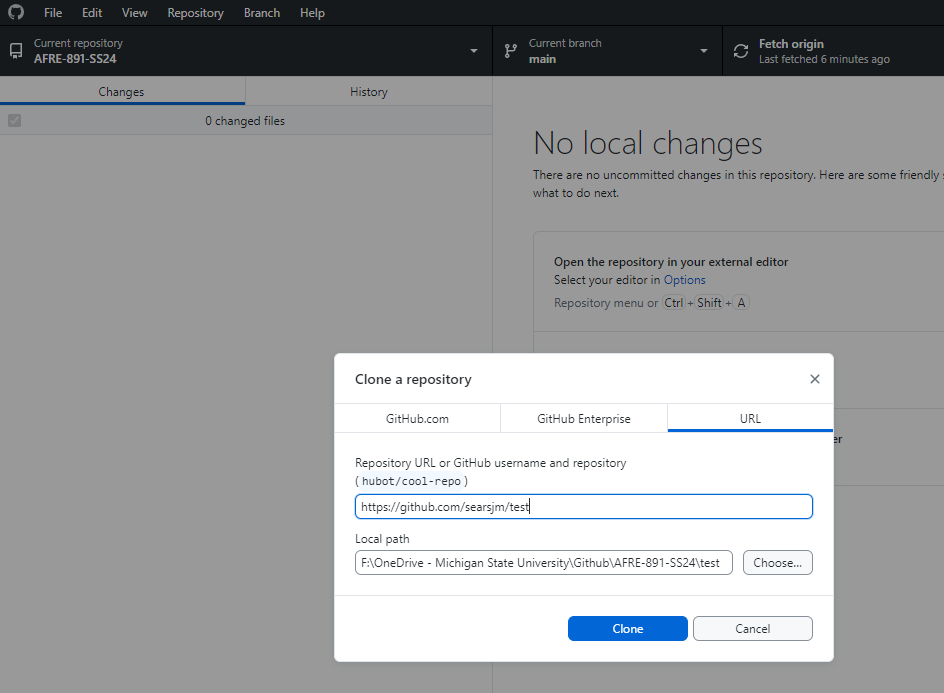 File Edit View Repository Branch Help
Current repository
AFRE-891-SS24
Current branch
main
Fetch origin
Last fetched 6 minutes ago
Changes History
0 changed files
No local changes
There are no uncommitted changes in this repository. Here are some friendly
what to do next.
Open the repository in your external editor
Select your editor in Options
Repository menu or Ctrl + Shift + A
Clone a repository
GitHub.com GitHub Enterprise URL
Repository URL or GitHub username and repository
(hubot/cool-repo)
https://github.com/searsjm/test
Local path
F:\OneDrive - Michigan State University\Github\AFRE-891-SS24\test
Choose...
Clone Cancel